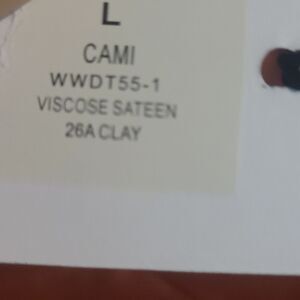 L
CAMI
WWDT55-1
VISCOSE SATEEN
26A CLAY